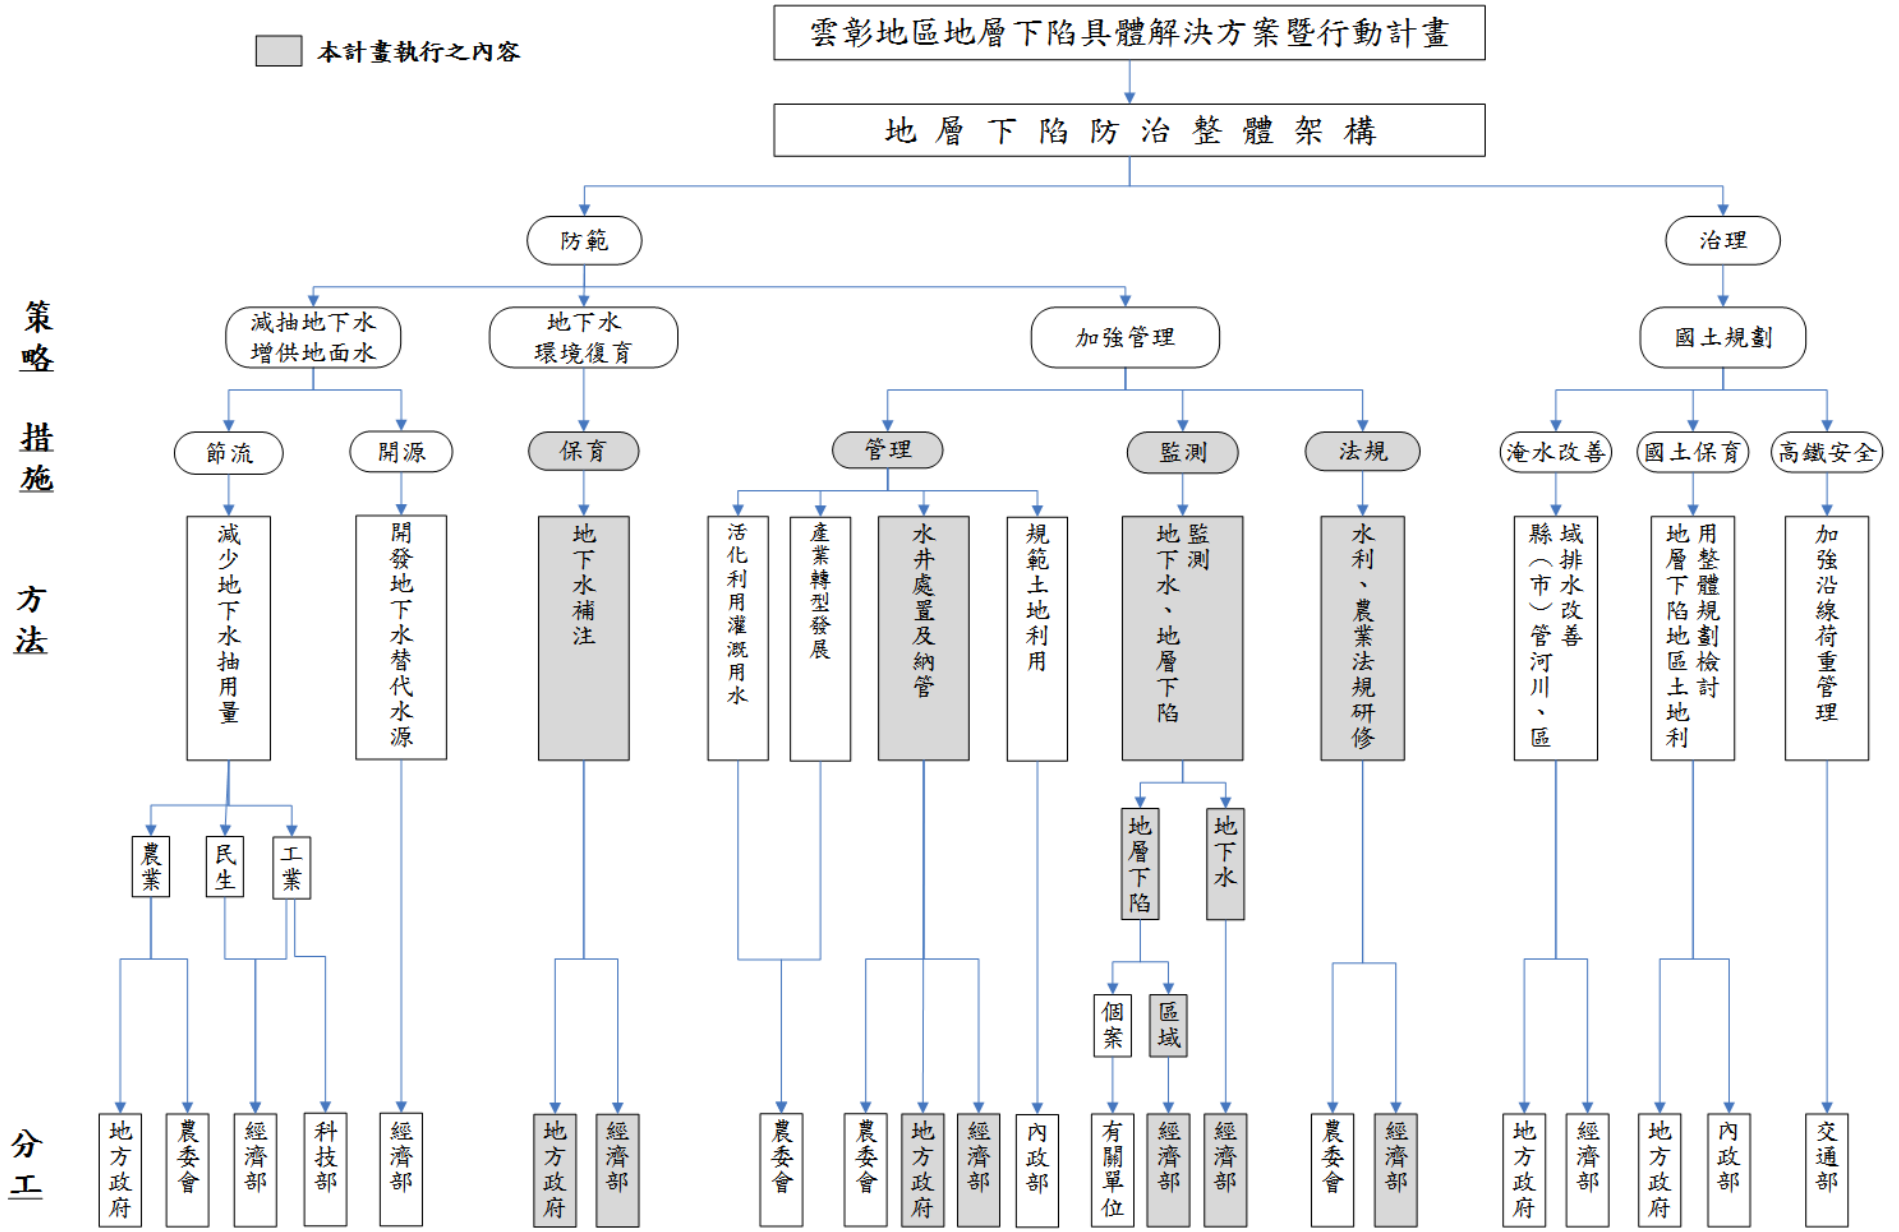 雲彰地區地層下陷具體解決方案暨行動計畫
本計畫執行之內容
地層下陷防治整體架構
防範
治理
策略
減抽地下水
增供地面水
地下水
環境復育
加強管理
國土規劃
措施
節流
開源
保育
管理
監測
法規
淹水改善
國土保育
高鐵安全
方法
減少地下水抽用量
開發地下水替代水源
地下水補注
活化利用灌溉用水
產業轉型發展
水井處置及納管
規範土地利用
地下水、地層下陷
監測
水利、農業法規研修
縣（市）管河川、區
域排水改善
地層下陷地區土地利
用整體規劃檢討
加強沿線荷重管理
農業
民生
工業
地層下陷
地下水
個案
區域
分工
地方政府
農委會
經濟部
科技部
經濟部
地方政府
經濟部
農委會
農委會
地方政府
經濟部
內政部
有關單位
經濟部
經濟部
農委會
經濟部
地方政府
經濟部
地方政府
內政部
交通部